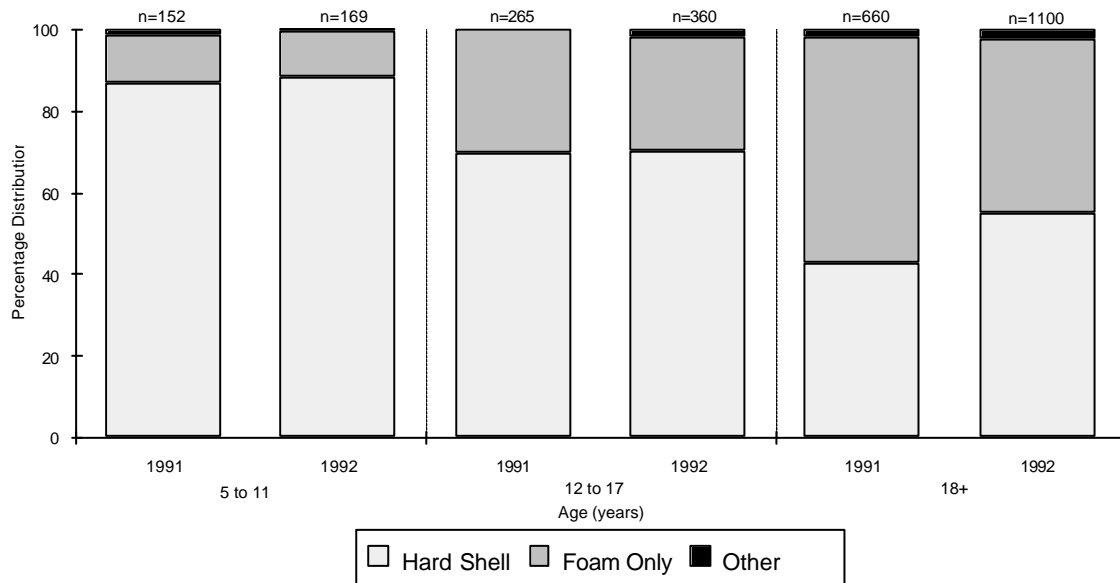 n=152 n=169 n=265 n=360 n=660 n=1100
100
80
60
40
20
0
Percentage Distribution
1991 1992 1991 1992 1991 1992
5 to 11 12 to 17 18+
Age (years)
Hard Shell Foam Only Other